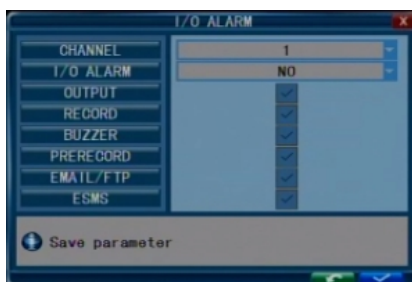 I/O ALARM
CHANNEL 1
I/O ALARM NO
OUTPUT
RECORD
BUZZER
PRERECORD
EMAIL/FTP
ESMS
Save parameter